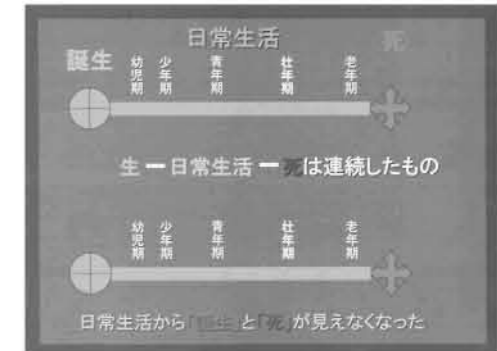 日常生活
死
誕生
幼児期 少年期 青年期 壮年期 老年期
生ー日常生活ー死は連続したもの
幼児期 少年期 青年期 壮年期 老年期
日常生活から「誕生」と「死」が見えなくなった